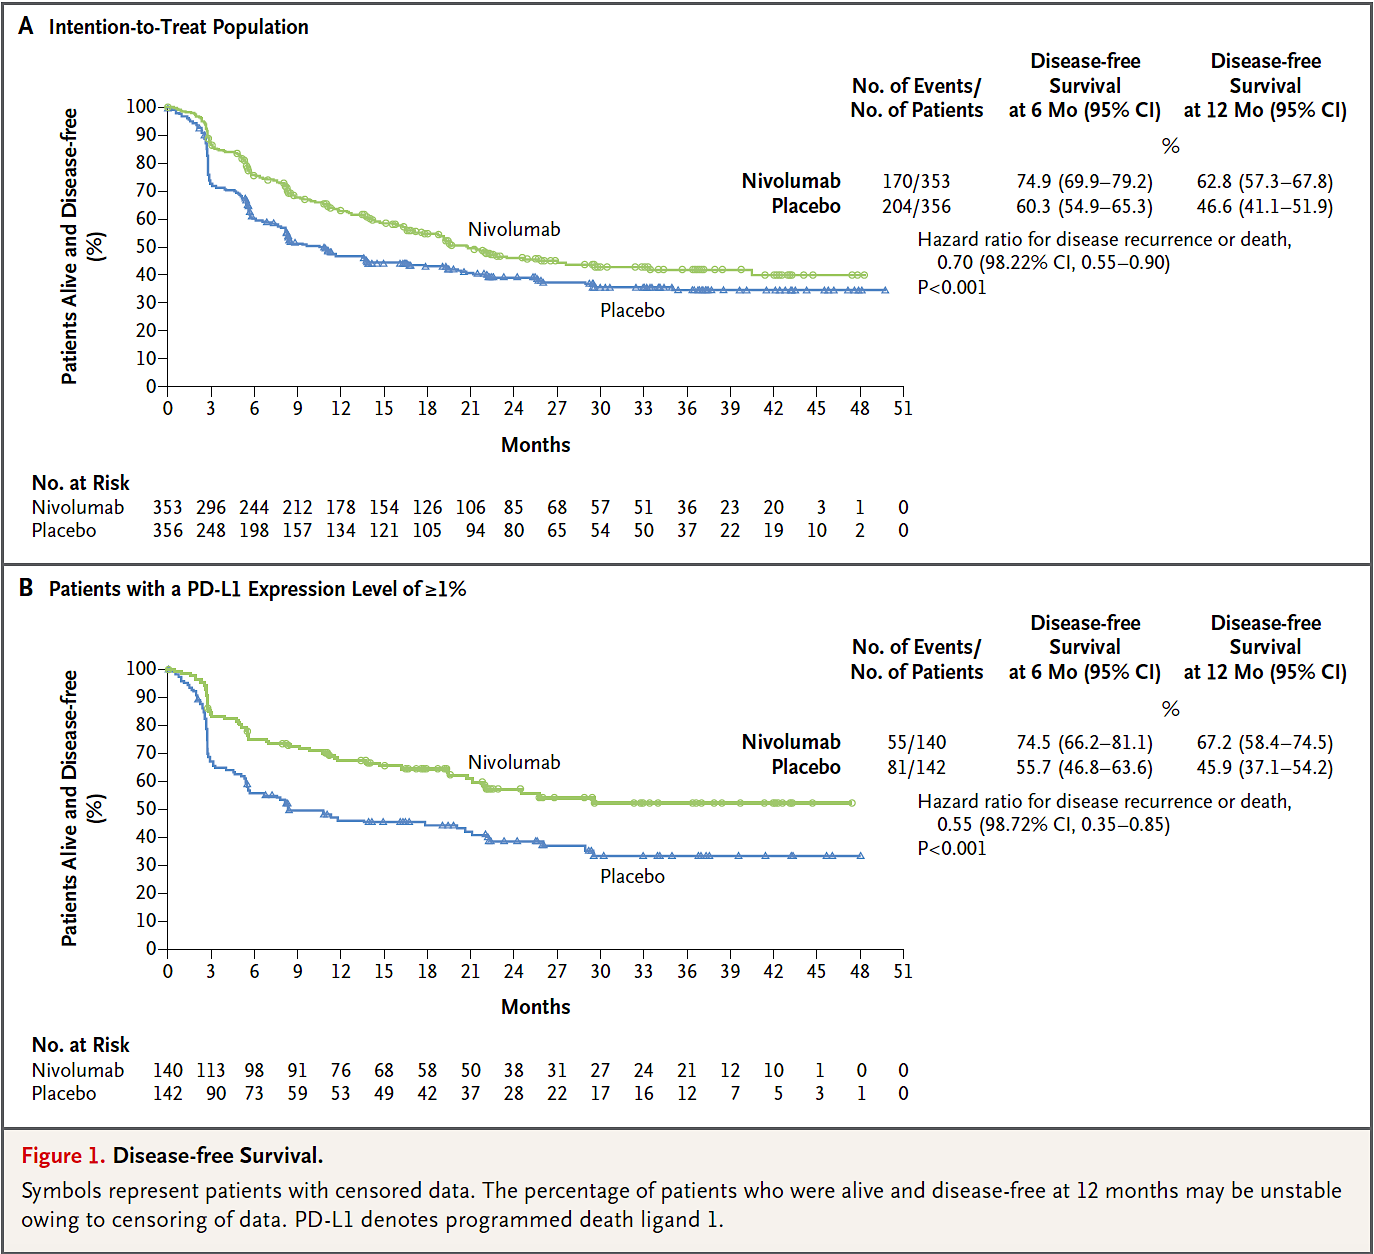 A Intention-to-Treat Population
No. of Events/
No. of Patients
Disease-free
Survival
at 6 Mo (95% CI)
Disease-free
Survival
at 12 Mo (95% CI)
%
Nivolumab 170/353 74.9 (69.9–79.2) 62.8 (57.3–67.8)
Placebo 204/356 60.3 (54.9–65.3) 46.6 (41.1–51.9)
Hazard ratio for disease recurrence or death,
0.70 (98.22% CI, 0.55–0.90)
P<0.001
Patients Alive and Disease-free
(%)
100
90
80
70
60
50
40
30
20
10
0
Nivolumab
Placebo
0 3 6 9 12 15 18 21 24 27 30 33 36 39 42 45 48 51
Months
No. at Risk
Nivolumab 353 296 244 212 178 154 126 106 85 68 57 51 36 23 20 3 1 0
Placebo 356 248 198 157 134 121 105 94 80 65 54 50 37 22 19 10 2 0
B Patients with a PD-L1 Expression Level of ≥1%
No. of Events/
No. of Patients
Disease-free
Survival
at 6 Mo (95% CI)
Disease-free
Survival
at 12 Mo (95% CI)
%
Nivolumab 55/140 74.5 (66.2–81.1) 67.2 (58.4–74.5)
Placebo 81/142 55.7 (46.8–63.6) 45.9 (37.1–54.2)
Hazard ratio for disease recurrence or death,
0.55 (98.72% CI, 0.35–0.85)
P<0.001
Patients Alive and Disease-free
(%)
100
90
80
70
60
50
40
30
20
10
0
Nivolumab
Placebo
0 3 6 9 12 15 18 21 24 27 30 33 36 39 42 45 48 51
Months
No. at Risk
Nivolumab 140 113 98 91 76 68 58 50 38 31 27 24 21 12 10 1 0 0
Placebo 142 90 73 59 53 49 42 37 28 22 17 16 12 7 5 3 1 0
Figure 1. Disease-free Survival.
Symbols represent patients with censored data. The percentage of patients who were alive and disease-free at 12 months may be unstable
owing to censoring of data. PD-L1 denotes programmed death ligand 1.